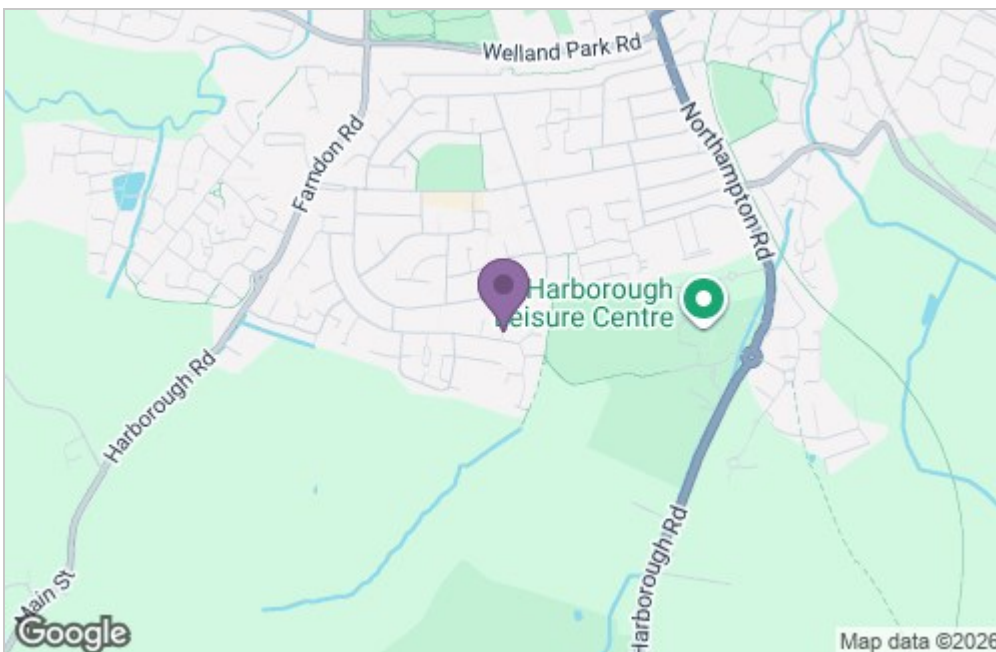 Welland Park Rd
Farndon Rd
Northampton Rd
Harborough
Leisure Centre
Harborough Rd
Harborough Rd
Main St
Google
Map data ©2026